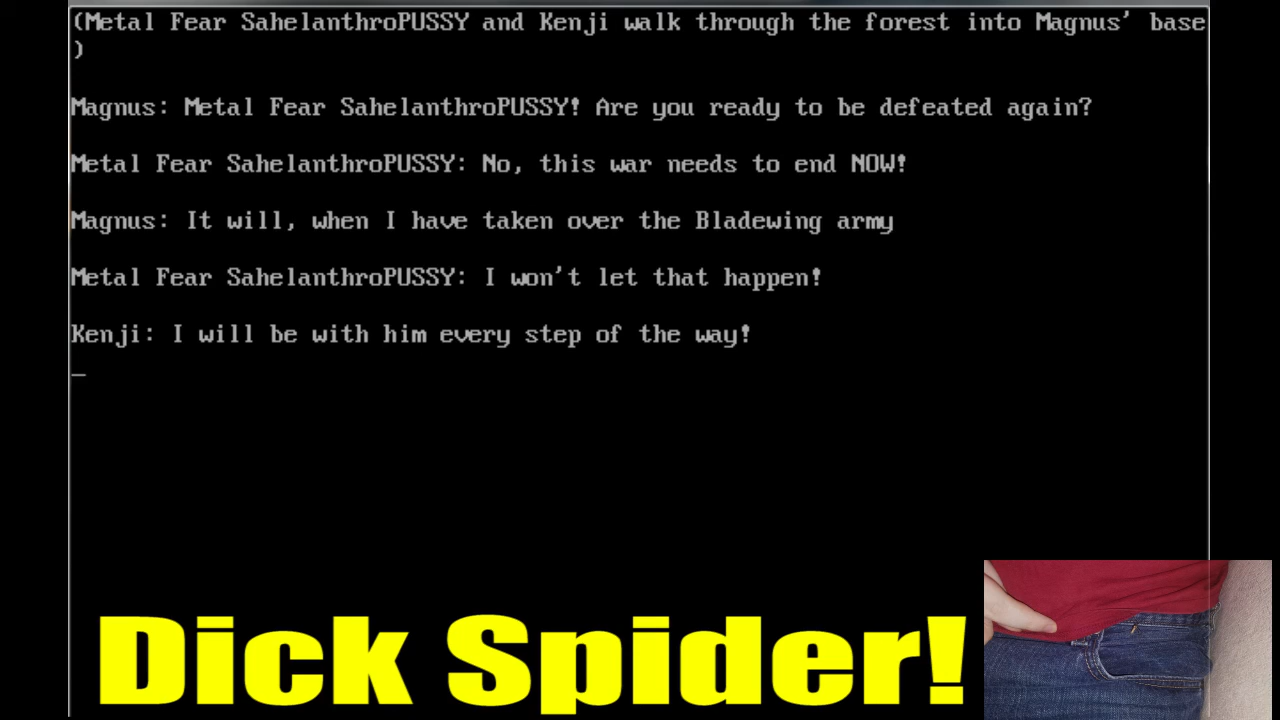 (Metal Fear SahelanthroPUSSY and Kenji walk through the forest into Magnus' base
)
Magnus: Metal Fear SahelanthroPUSSY! Are you ready to be defeated again?
Metal Fear SahelanthroPUSSY: No, this war needs to end NOW!
Magnus: It will, when I have taken over the Bladewing army
Metal Fear SahelanthroPUSSY: I won't let that happen!
Kenji: I will be with him every step of the way!
_
Dick Spider!